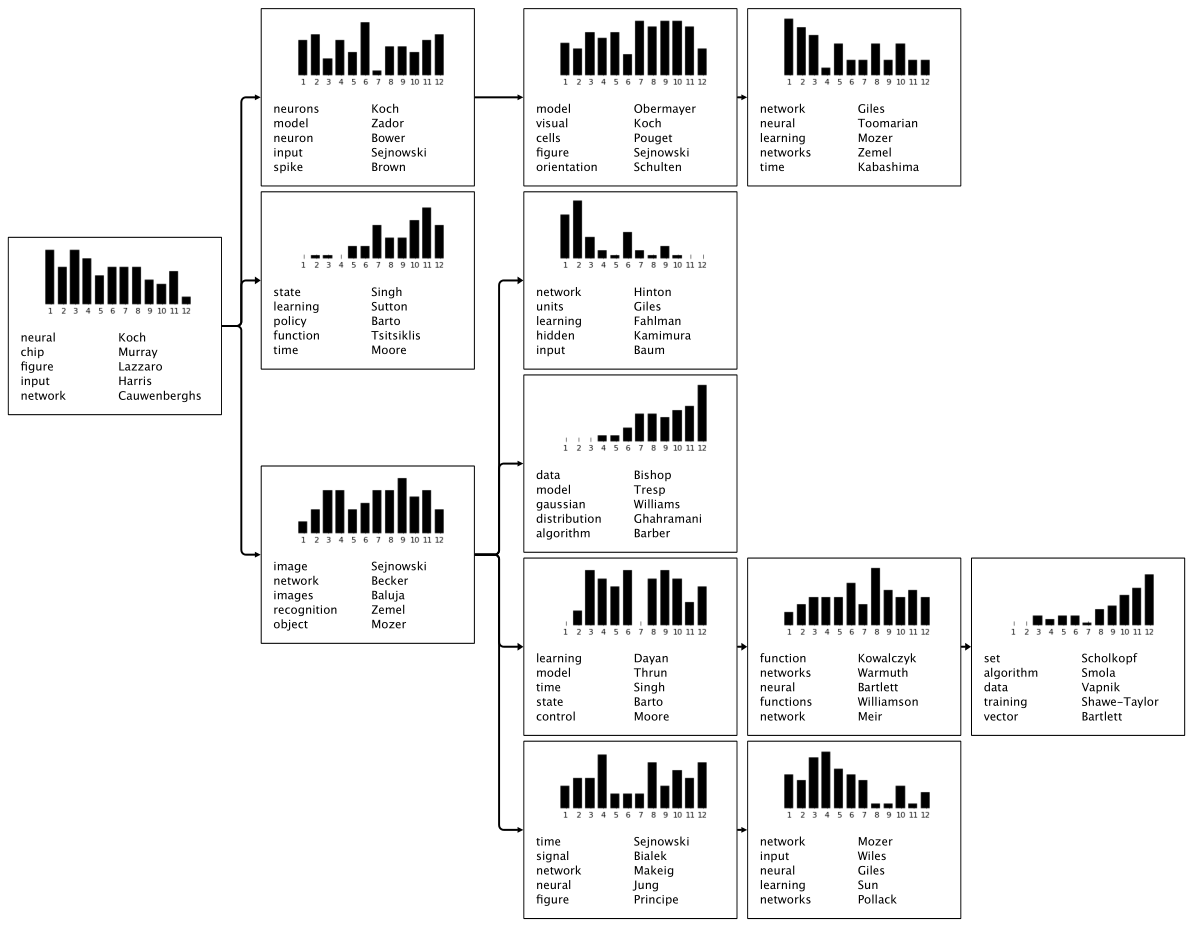 1 2 3 4 5 6 7 8 9 10 11 12
neural Koch
chip Murray
figure Lazzaro
input Harris
network Cauwenberghs
1 2 3 4 5 6 7 8 9 10 11 12
neurons Koch
model Zador
neuron Bower
input Sejnowski
spike Brown
1 2 3 4 5 6 7 8 9 10 11 12
model Obermayer
visual Koch
cells Pouget
figure Sejnowski
orientation Schulten
1 2 3 4 5 6 7 8 9 10 11 12
network Giles
neural Toomarian
learning Mozer
networks Zemel
time Kabashima
1 2 3 4 5 6 7 8 9 10 11 12
state Singh
learning Sutton
policy Barto
function Tsitsiklis
time Moore
1 2 3 4 5 6 7 8 9 10 11 12
network Hinton
units Giles
learning Fahlman
hidden Kamimura
input Baum
1 2 3 4 5 6 7 8 9 10 11 12
data Bishop
model Tresp
gaussian Williams
distribution Ghahramani
algorithm Barber
1 2 3 4 5 6 7 8 9 10 11 12
image Sejnowski
network Becker
images Baluja
recognition Zemel
object Mozer
1 2 3 4 5 6 7 8 9 10 11 12
learning Dayan
model Thrun
time Singh
state Barto
control Moore
1 2 3 4 5 6 7 8 9 10 11 12
function Kowalczyk
networks Warmuth
neural Bartlett
functions Williamson
network Meir
1 2 3 4 5 6 7 8 9 10 11 12
set Scholkopf
algorithm Smola
data Vapnik
training Shawe-Taylor
vector Bartlett
1 2 3 4 5 6 7 8 9 10 11 12
time Sejnowski
signal Bialek
network Makeig
neural Jung
figure Principe
1 2 3 4 5 6 7 8 9 10 11 12
network Mozer
input Wiles
neural Giles
learning Sun
networks Pollack